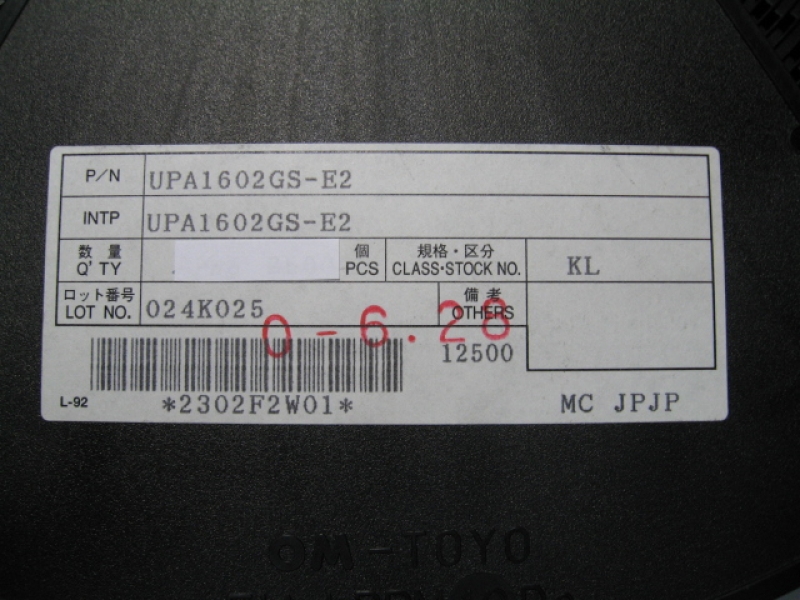 P/N UPA1602GS-E2
INTP UPA1602GS-E2
数量 個 規格・区分
Q'TY PCS CLASS・STOCK NO. KL
ロット番号 備考
LOT NO. 024K025 OTHERS
0-6.28
12500
L-92 *2302F2W01* MC JPJP
OM-TOYO